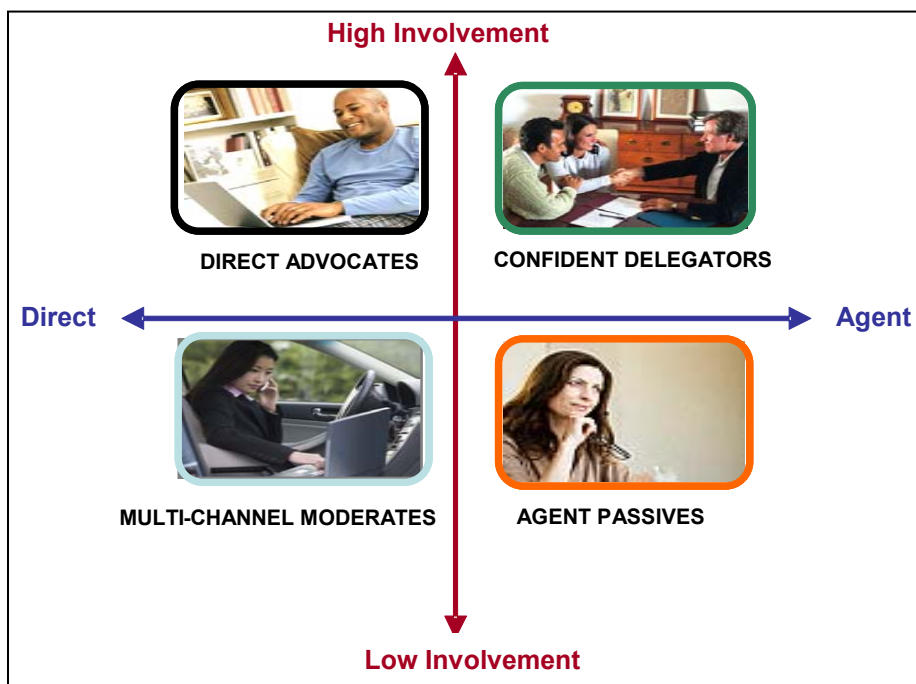 High Involvement
DIRECT ADVOCATES
CONFIDENT DELEGATORS
Direct
Agent
MULTI-CHANNEL MODERATES
AGENT PASSIVES
Low Involvement